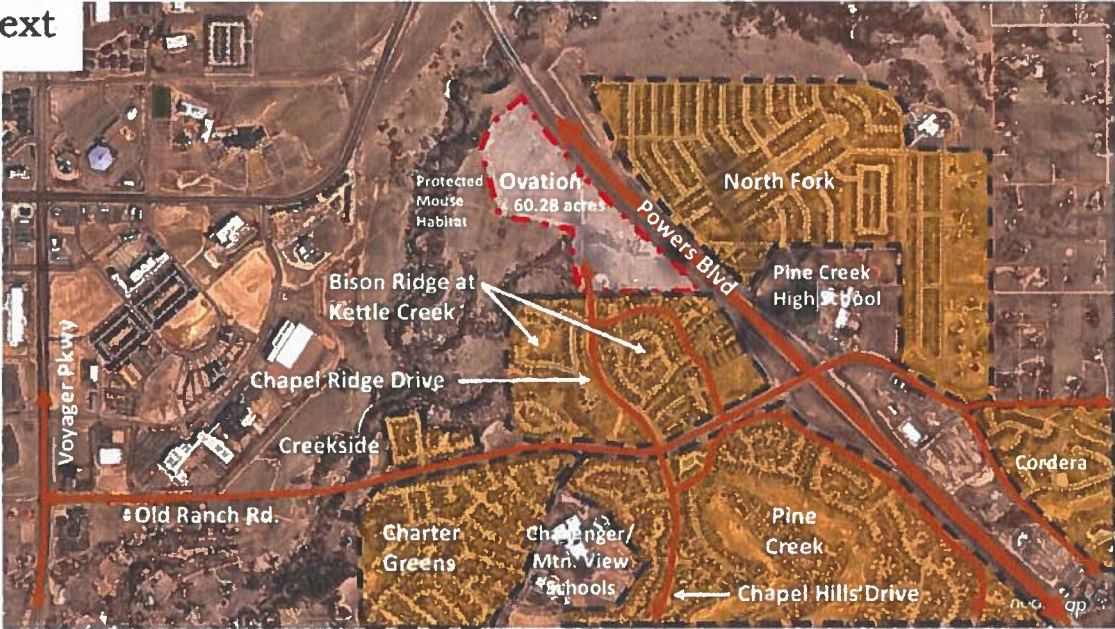 ext
Protected
Mouse
Habitat
Ovation
60.28 acres
North Fork
Powers Blvd
Pine Creek
High School
Bison Ridge at
Kettle Creek
Chapel Ridge Drive
Voyager Pkwy
Creekside
Cordera
Old Ranch Rd.
Charter
Greens
Challenger/
Mtn. View
Schools
Pine
Creek
Chapel Hills Drive